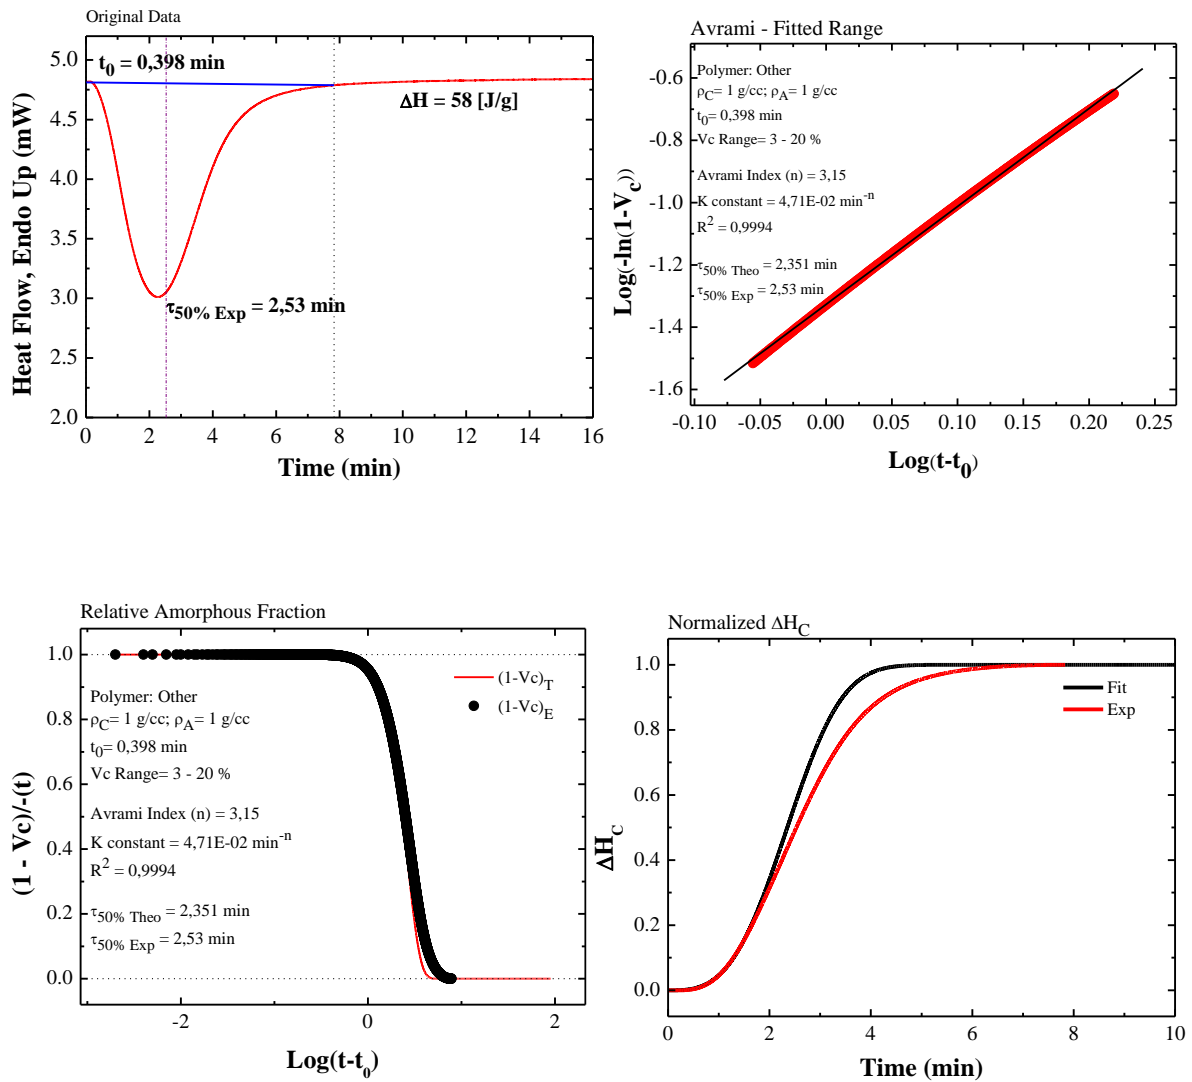 Original Data
t0 = 0,398 min
ΔH = 58 [J/g]
τ50% Exp = 2,53 min
Heat Flow, Endo Up (mW)
5.0
4.5
4.0
3.5
3.0
2.5
2.0
0 2 4 6 8 10 12 14 16
Time (min)
Avrami - Fitted Range
Polymer: Other
ρC= 1 g/cc; ρA= 1 g/cc
t0= 0,398 min
Vc Range= 3 - 20 %
Avrami Index (n) = 3,15
K constant = 4,71E-02 min-n
R2 = 0,9994
τ50% Theo = 2,351 min
τ50% Exp = 2,53 min
Log(-ln(1-Vc))
-0.6
-0.8
-1.0
-1.2
-1.4
-1.6
-0.10 -0.05 0.00 0.05 0.10 0.15 0.20 0.25
Log(t-t0)
Relative Amorphous Fraction
(1-Vc)T
(1-Vc)E
Polymer: Other
ρC= 1 g/cc; ρA= 1 g/cc
t0= 0,398 min
Vc Range= 3 - 20 %
Avrami Index (n) = 3,15
K constant = 4,71E-02 min-n
R2 = 0,9994
τ50% Theo = 2,351 min
τ50% Exp = 2,53 min
(1 - Vc)/-(t)
1.0
0.8
0.6
0.4
0.2
0.0
-2 0 2
Log(t-t0)
Normalized ΔHC
Fit
Exp
ΔHC
1.0
0.8
0.6
0.4
0.2
0.0
0 2 4 6 8 10
Time (min)